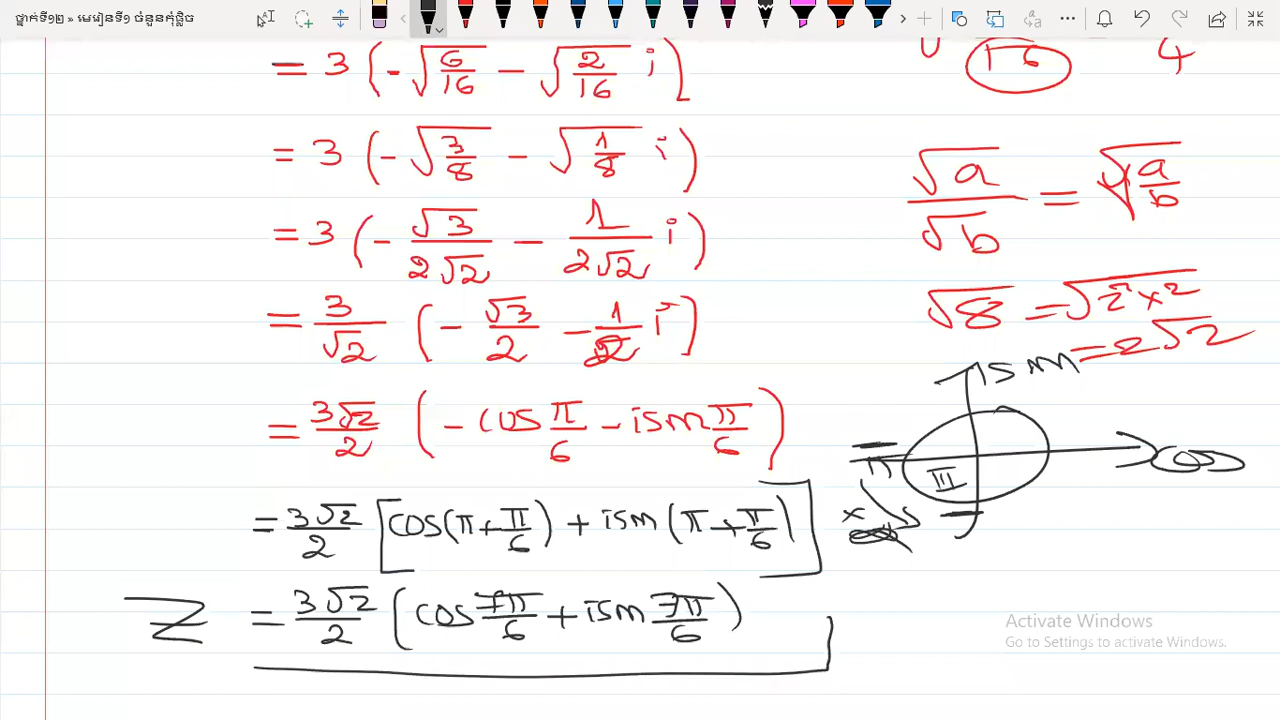 ថ្នាក់ទី១២ » មេរៀនទី១ ចំនួនកុំផ្លិច
= 3 (-√(6/16) - √(2/16) i)
= 3 (-√(3/8) - √(1/8) i)
= 3 (-√3/(2√2) - 1/(2√2) i)
= 3/√2 (-√3/2 - 1/2 i)
= 3√2/2 (-cos π/6 - i sin π/6)
= 3√2/2 [cos(π+π/6) + i sin(π+π/6)]
Z = 3√2/2 (cos 7π/6 + i sin 7π/6)
16
4
√a/√b = √(a/b)
√8 = √(2²×2)
= 2√2
sin
cos
π
III
Activate Windows
Go to Settings to activate Windows.